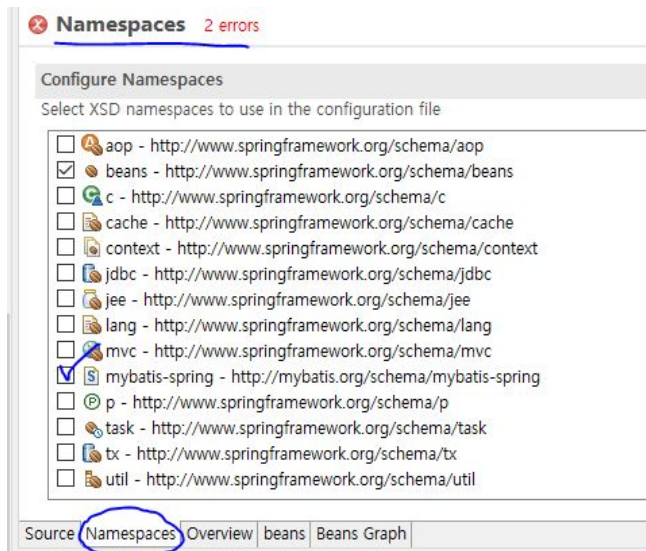 Namespaces 2 errors
Configure Namespaces
Select XSD namespaces to use in the configuration file
aop - http://www.springframework.org/schema/aop
beans - http://www.springframework.org/schema/beans
c - http://www.springframework.org/schema/c
cache - http://www.springframework.org/schema/cache
context - http://www.springframework.org/schema/context
jdbc - http://www.springframework.org/schema/jdbc
jee - http://www.springframework.org/schema/jee
lang - http://www.springframework.org/schema/lang
mvc - http://www.springframework.org/schema/mvc
mybatis-spring - http://mybatis.org/schema/mybatis-spring
p - http://www.springframework.org/schema/p
task - http://www.springframework.org/schema/task
tx - http://www.springframework.org/schema/tx
util - http://www.springframework.org/schema/util
Source Namespaces Overview beans Beans Graph